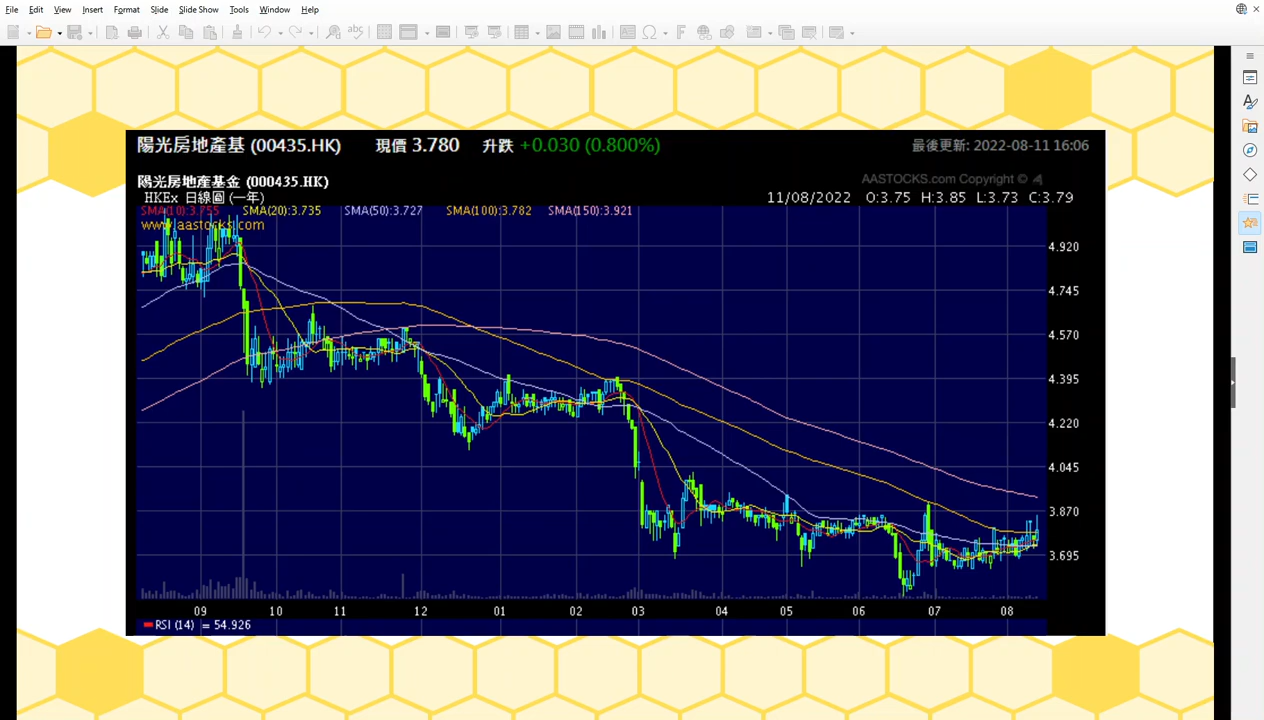 File Edit View Insert Format Slide Slide Show Tools Window Help
陽光房地產基 (00435.HK) 現價 3.780 升跌 +0.030 (0.800%) 最後更新: 2022-08-11 16:06
陽光房地產基金 (000435.HK) AASTOCKS.com Copyright ©
HKEx 日線圖 (一年) 11/08/2022 O:3.75 H:3.85 L:3.73 C:3.79
SMA(10):3.755 SMA(20):3.735 SMA(50):3.727 SMA(100):3.782 SMA(150):3.921
www.aastocks.com
4.920
4.745
4.570
4.395
4.220
4.045
3.870
3.695
09 10 11 12 01 02 03 04 05 06 07 08
RSI (14) = 54.926